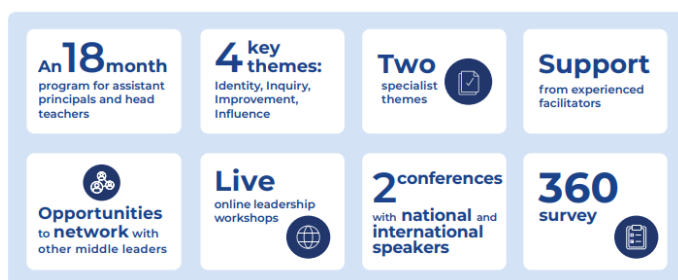 An 18 month
program for assistant
principals and head
teachers
4 key
themes:
Identity, Inquiry,
Improvement,
Influence
Two
specialist
themes
Support
from experienced
facilitators
Opportunities
to network with
other middle leaders
Live
online leadership
workshops
2 conferences
with national and
international
speakers
360
survey